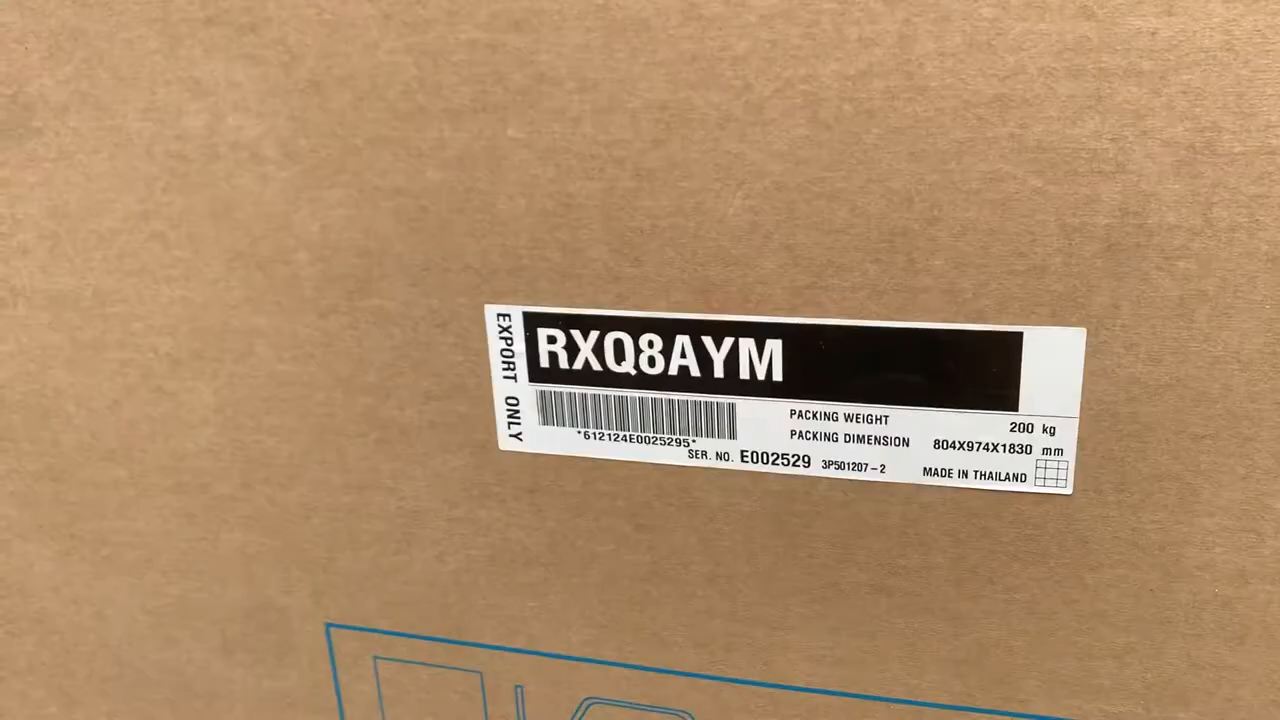 EXPORT ONLY
RXQ8AYM
*612124E0025295*
PACKING WEIGHT 200 kg
PACKING DIMENSION 804X974X1830 mm
SER. NO. E002529 3P501207-2
MADE IN THAILAND